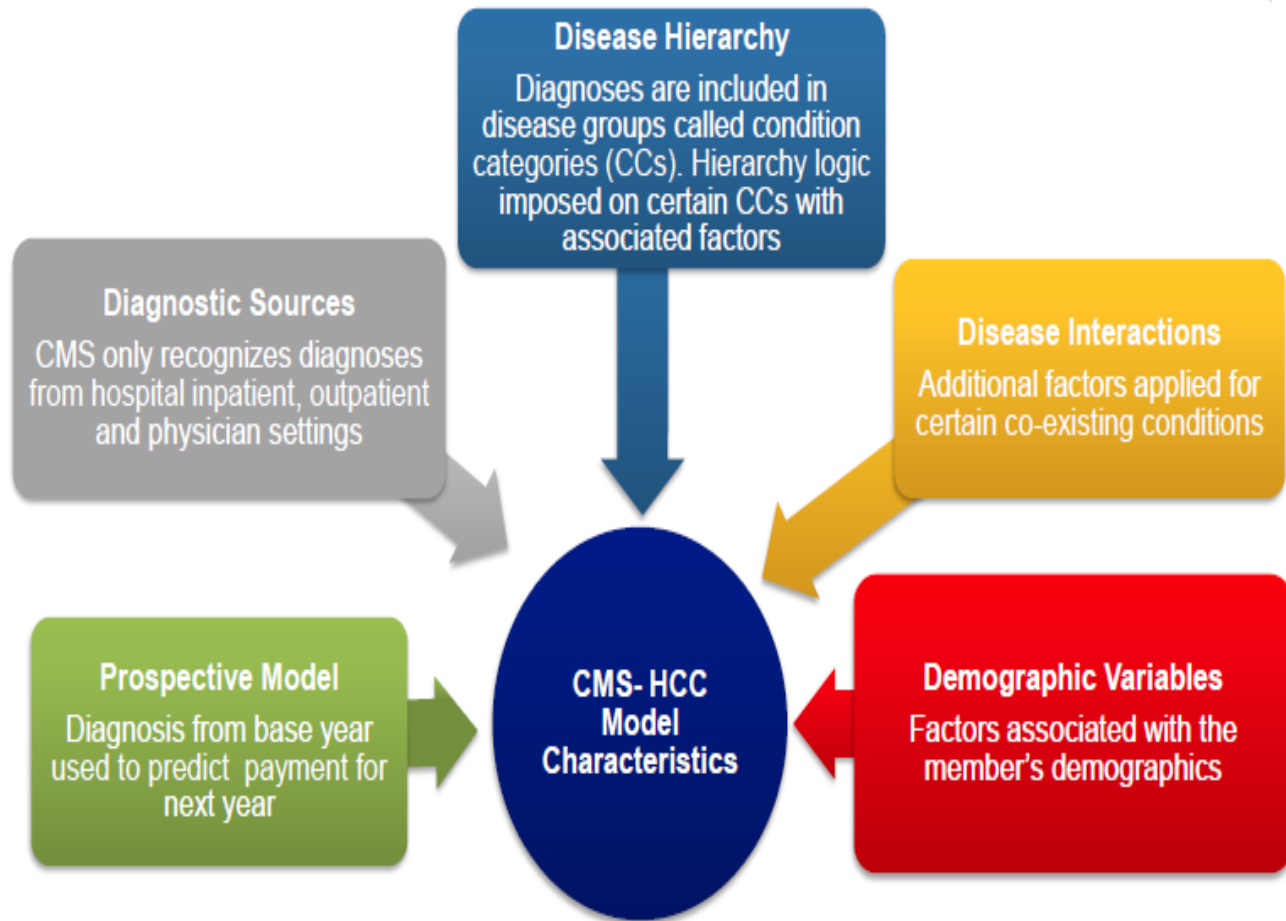 Disease Hierarchy
Diagnoses are included in
disease groups called condition
categories (CCs). Hierarchy logic
imposed on certain CCs with
associated factors
Diagnostic Sources
CMS only recognizes diagnoses
from hospital inpatient, outpatient
and physician settings
Disease Interactions
Additional factors applied for
certain co-existing conditions
Prospective Model
Diagnosis from base year
used to predict  payment for
next year
CMS- HCC
Model
Characteristics
Demographic Variables
Factors associated with the
member's demographics